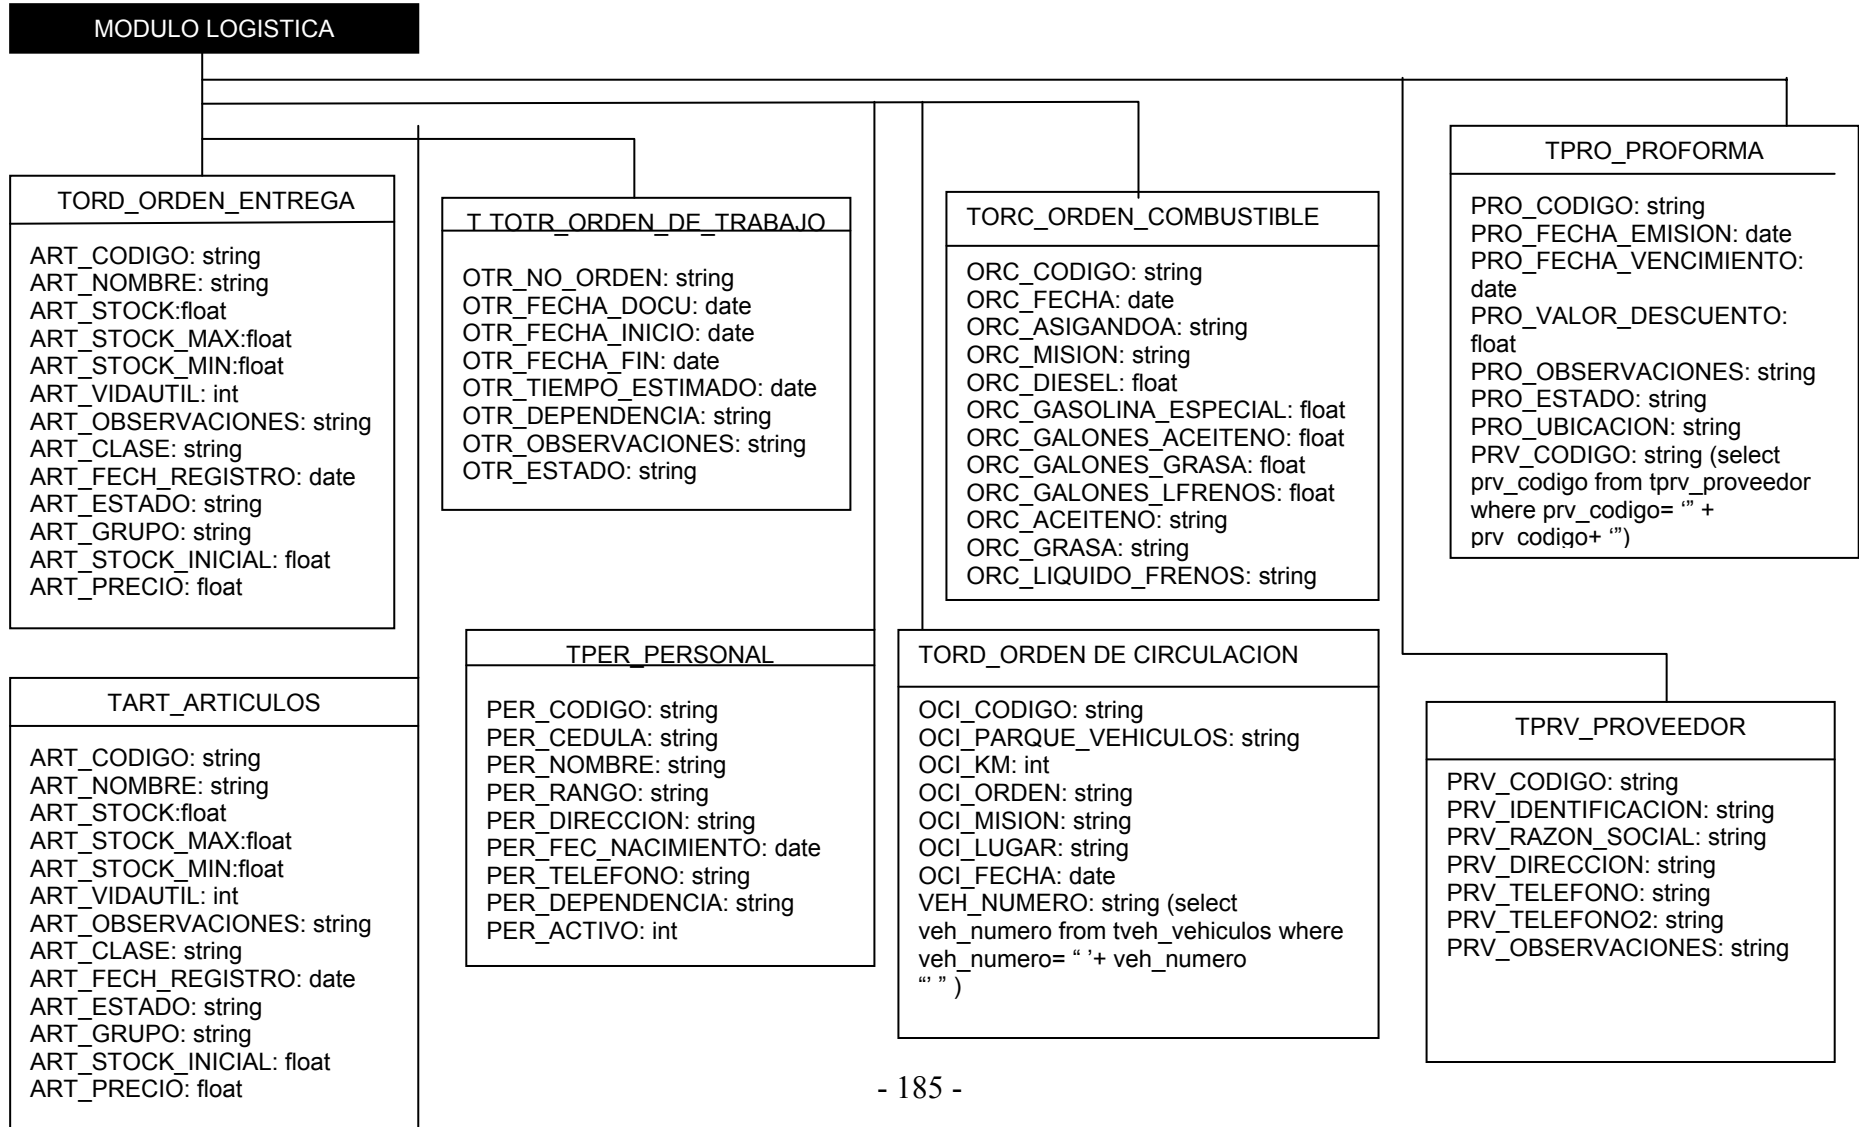 MODULO LOGISTICA
TORD_ORDEN_ENTREGA
ART_CODIGO: string
ART_NOMBRE: string
ART_STOCK:float
ART_STOCK_MAX:float
ART_STOCK_MIN:float
ART_VIDAUTIL: int
ART_OBSERVACIONES: string
ART_CLASE: string
ART_FECH_REGISTRO: date
ART_ESTADO: string
ART_GRUPO: string
ART_STOCK_INICIAL: float
ART_PRECIO: float
T TOTR_ORDEN_DE_TRABAJO
OTR_NO_ORDEN: string
OTR_FECHA_DOCU: date
OTR_FECHA_INICIO: date
OTR_FECHA_FIN: date
OTR_TIEMPO_ESTIMADO: date
OTR_DEPENDENCIA: string
OTR_OBSERVACIONES: string
OTR_ESTADO: string
TORC_ORDEN_COMBUSTIBLE
ORC_CODIGO: string
ORC_FECHA: date
ORC_ASIGANDOA: string
ORC_MISION: string
ORC_DIESEL: float
ORC_GASOLINA_ESPECIAL: float
ORC_GALONES_ACEITENO: float
ORC_GALONES_GRASA: float
ORC_GALONES_LFRENOS: float
ORC_ACEITENO: string
ORC_GRASA: string
ORC_LIQUIDO_FRENOS: string
TPRO_PROFORMA
PRO_CODIGO: string
PRO_FECHA_EMISION: date
PRO_FECHA_VENCIMIENTO:
date
PRO_VALOR_DESCUENTO:
float
PRO_OBSERVACIONES: string
PRO_ESTADO: string
PRO_UBICACION: string
PRV_CODIGO: string (select
prv_codigo from tprv_proveedor
where prv_codigo= ‘” +
prv_codigo+ ‘”)
TART_ARTICULOS
ART_CODIGO: string
ART_NOMBRE: string
ART_STOCK:float
ART_STOCK_MAX:float
ART_STOCK_MIN:float
ART_VIDAUTIL: int
ART_OBSERVACIONES: string
ART_CLASE: string
ART_FECH_REGISTRO: date
ART_ESTADO: string
ART_GRUPO: string
ART_STOCK_INICIAL: float
ART_PRECIO: float
TPER_PERSONAL
PER_CODIGO: string
PER_CEDULA: string
PER_NOMBRE: string
PER_RANGO: string
PER_DIRECCION: string
PER_FEC_NACIMIENTO: date
PER_TELEFONO: string
PER_DEPENDENCIA: string
PER_ACTIVO: int
TORD_ORDEN DE CIRCULACION
OCI_CODIGO: string
OCI_PARQUE_VEHICULOS: string
OCI_KM: int
OCI_ORDEN: string
OCI_MISION: string
OCI_LUGAR: string
OCI_FECHA: date
VEH_NUMERO: string (select
veh_numero from tveh_vehiculos where
veh_numero= “ ’+ veh_numero
“’ ” )
TPRV_PROVEEDOR
PRV_CODIGO: string
PRV_IDENTIFICACION: string
PRV_RAZON_SOCIAL: string
PRV_DIRECCION: string
PRV_TELEFONO: string
PRV_TELEFONO2: string
PRV_OBSERVACIONES: string
- 185 -